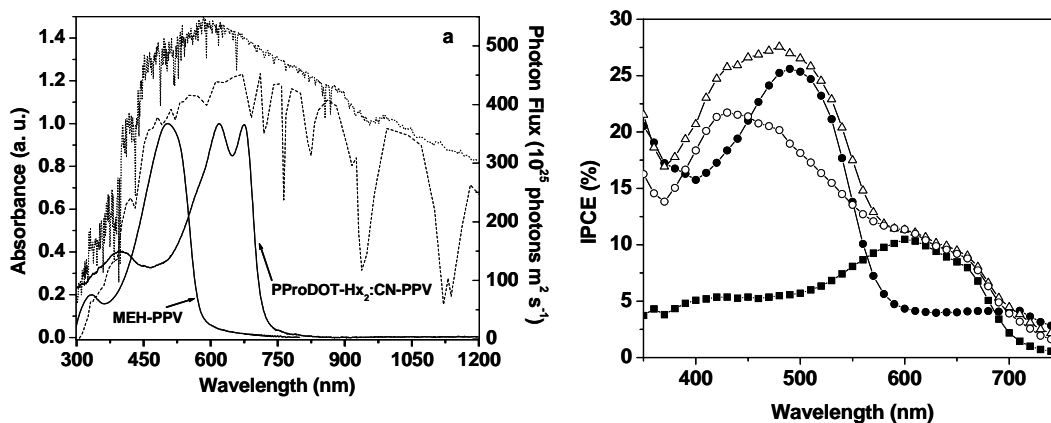 a
Absorbance (a. u.)
1.4
1.2
1.0
0.8
0.6
0.4
0.2
0.0
300 450 600 750 900 1050 1200
Wavelength (nm)
MEH-PPV
PProDOT-Hx₂:CN-PPV
500
400
300
200
100
0
Photon Flux (10²⁵ photons m⁻² s⁻¹)
IPCE (%)
30
25
20
15
10
5
0
400 500 600 700
Wavelength (nm)